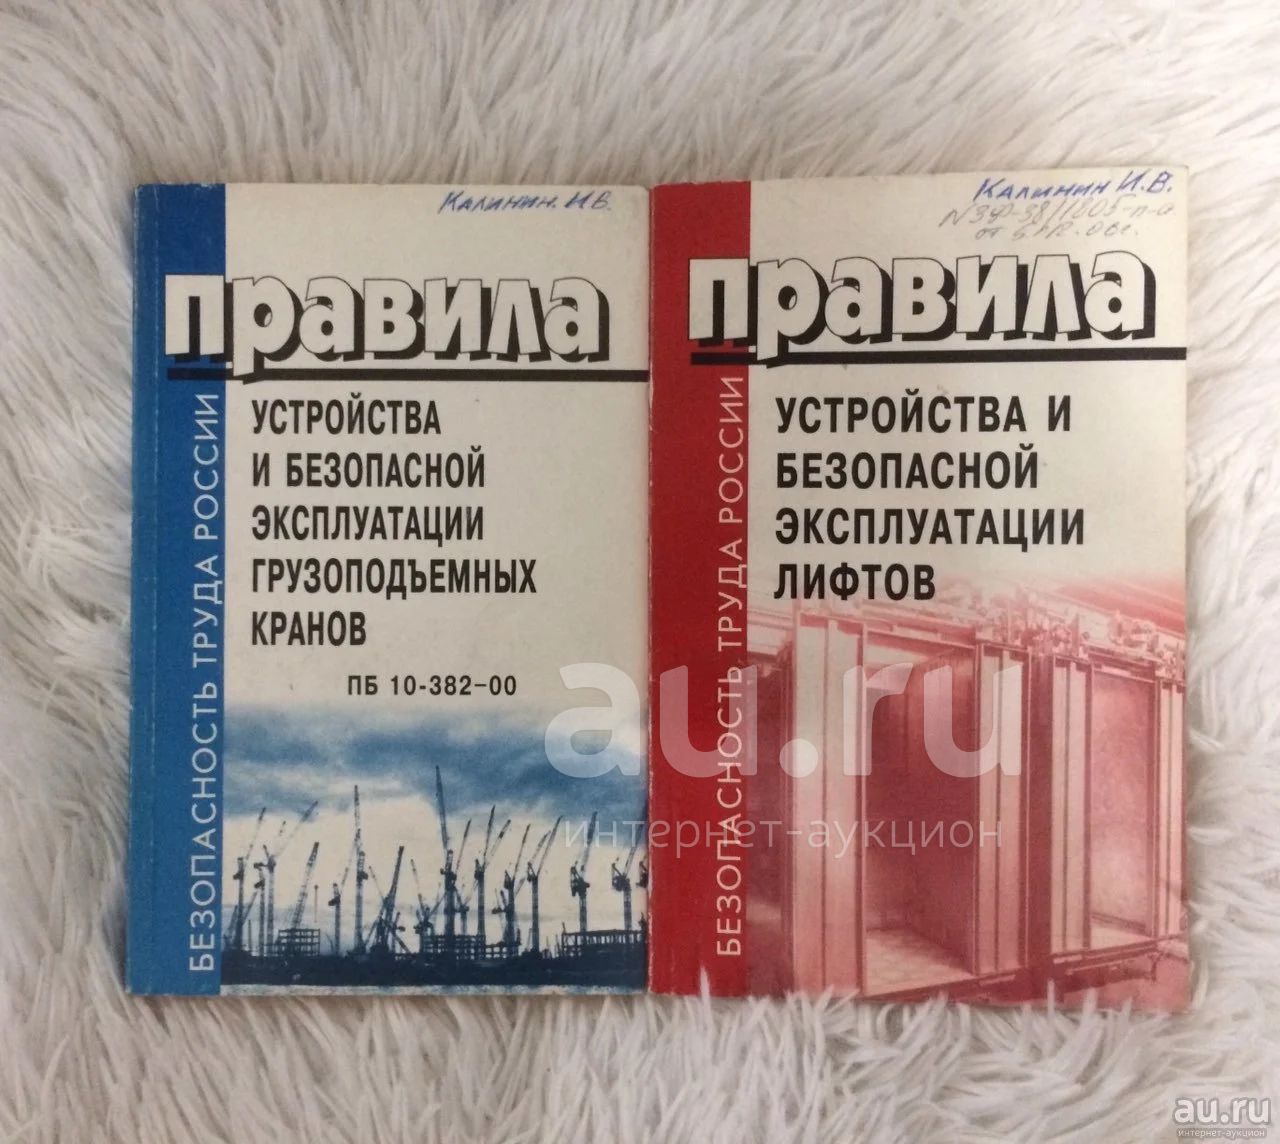 Калинин И В.
правила
УСТРОЙСТВА
И БЕЗОПАСНОЙ
ЭКСПЛУАТАЦИИ
ГРУЗОПОДЪЕМНЫХ
КРАНОВ
ПБ 10-382-00
БЕЗОПАСНОСТЬ ТРУДА РОССИИ
Калинин И.В.
правила
УСТРОЙСТВА И
БЕЗОПАСНОЙ
ЭКСПЛУАТАЦИИ
ЛИФТОВ
БЕЗОПАСНОСТЬ ТРУДА РОССИИ
au.ru
интернет-аукцион
au.ru
интернет-аукцион